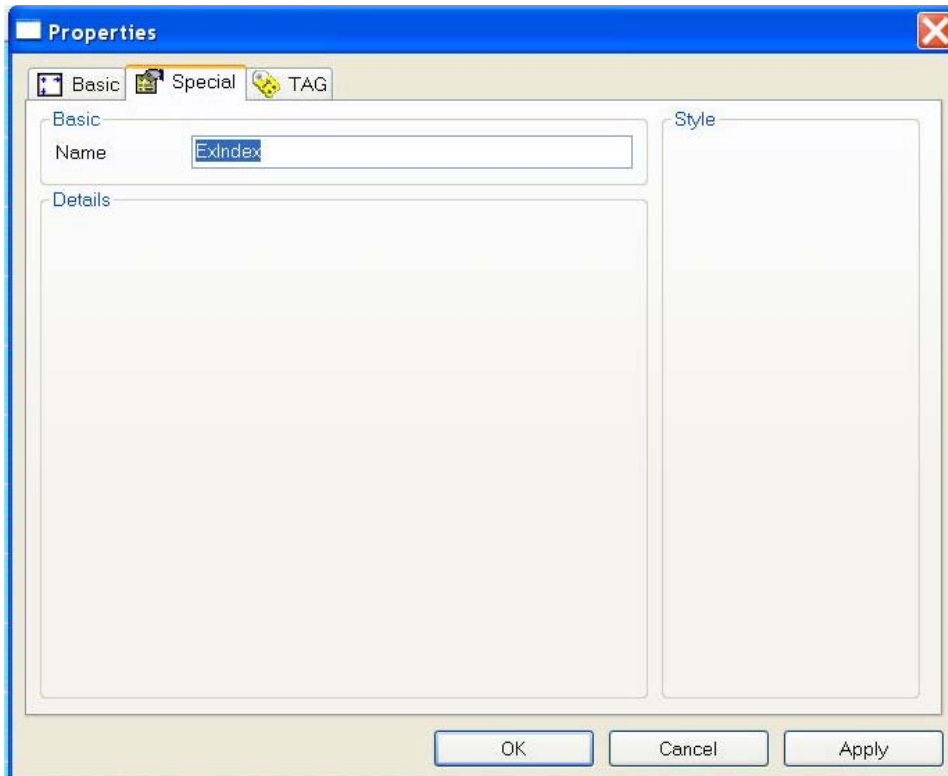 Properties
Basic Special TAG
Basic
Name ExIndex
Style
Details
OK Cancel Apply